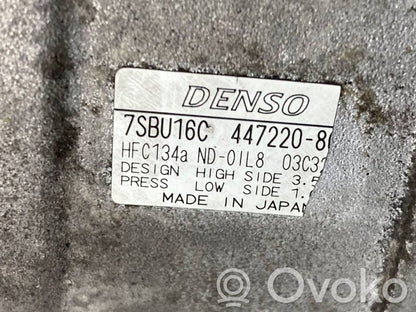 DENSO
7SBU16C 447220-8
HFC134a ND-OIL8 03C32
DESIGN HIGH SIDE 3.5
PRESS LOW SIDE 1.
MADE IN JAPAN
Ovoko